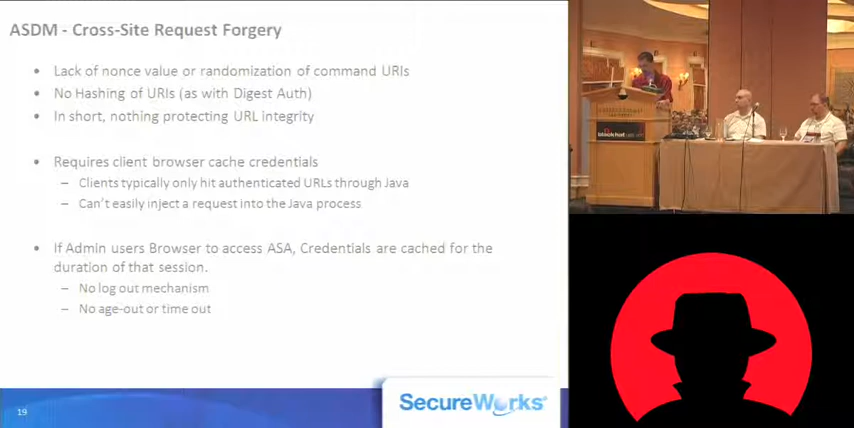 ASDM - Cross-Site Request Forgery
• Lack of nonce value or randomization of command URIs
• No Hashing of URIs (as with Digest Auth)
• In short, nothing protecting URL integrity
• Requires client browser cache credentials
– Clients typically only hit authenticated URLs through Java
– Can't easily inject a request into the Java process
• If Admin users Browser to access ASA, Credentials are cached for the
duration of that session.
– No log out mechanism
– No age-out or time out
19
SecureWorks